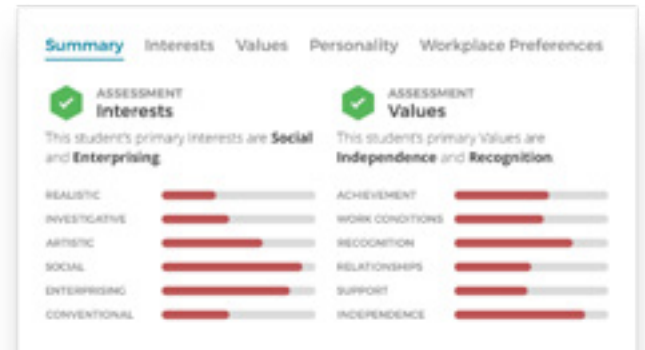 Summary Interests Values Personality Workplace Preferences
ASSESSMENT
Interests
This student's primary Interests are Social
and Enterprising
REALISTIC
INVESTIGATIVE
ARTISTIC
SOCIAL
ENTERPRISING
CONVENTIONAL
ASSESSMENT
Values
This student's primary Values are
Independence and Recognition
ACHIEVEMENT
WORK CONDITIONS
RECOGNITION
RELATIONSHIPS
SUPPORT
INDEPENDENCE